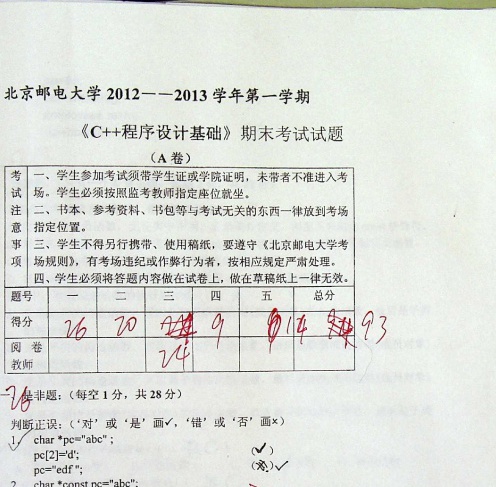 北京邮电大学 2012——2013 学年第一学期
《C++程序设计基础》期末考试试题
（A 卷）
考试注意事项
一、学生参加考试须带学生证或学院证明，未带者不准进入考
场。学生必须按照监考教师指定座位就坐。
二、书本、参考资料、书包等与考试无关的东西一律放到考场
指定位置。
三、学生不得另行携带、使用稿纸，要遵守《北京邮电大学考
场规则》，有考场违纪或作弊行为者，按相应规定严肃处理。
四、学生必须将答题内容做在试卷上，做在草稿纸上一律无效。
题号 一 二 三 四 五 总分
得分 26 20 24 9 14 93
阅卷教师
26
是非题：（每空 1 分，共 28 分）
判断正误：（‘对’或‘是’画✓，‘错’或‘否’画×）
1. char *pc="abc" ;
pc[2]='d'; (✓)
pc="edf "; (×)✓
2. char *const pc="abc";